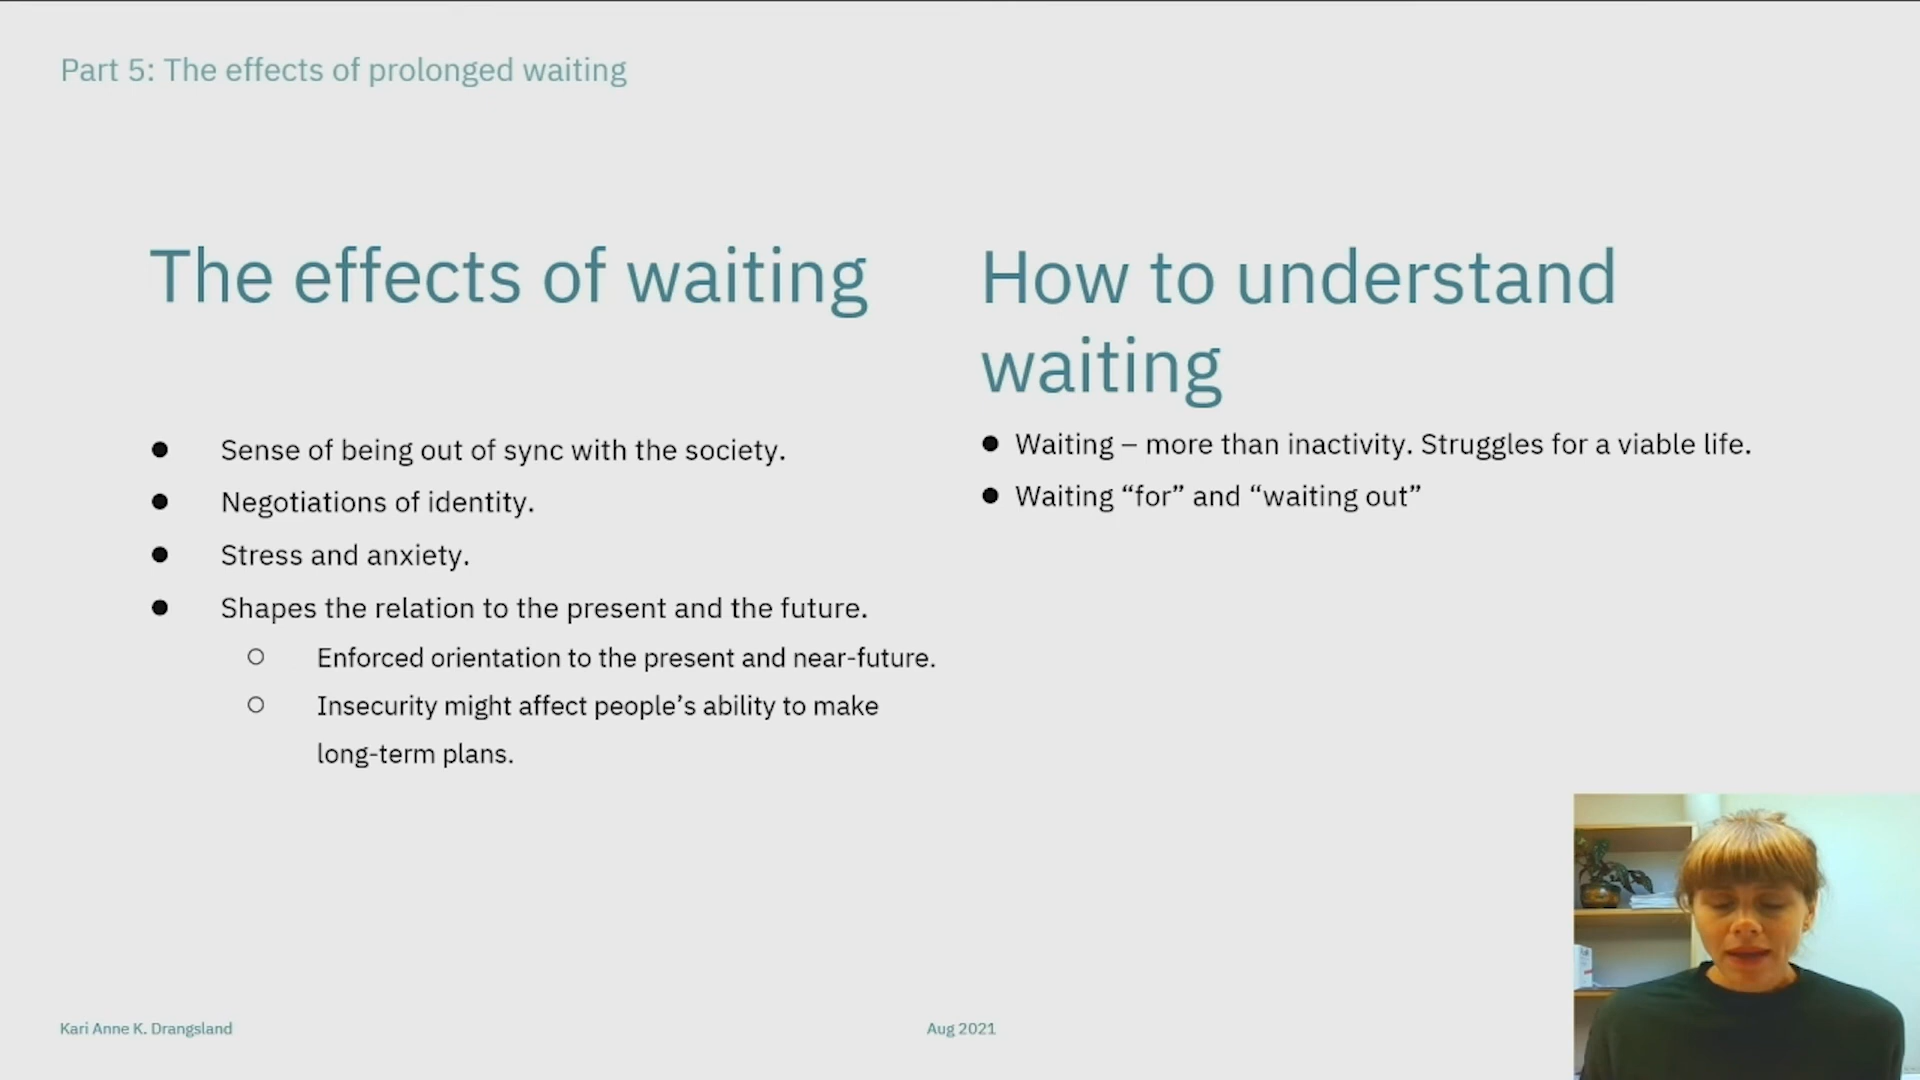 Part 5: The effects of prolonged waiting
The effects of waiting
● Sense of being out of sync with the society.
● Negotiations of identity.
● Stress and anxiety.
● Shapes the relation to the present and the future.
○ Enforced orientation to the present and near-future.
○ Insecurity might affect people’s ability to make
long-term plans.
How to understand
waiting
● Waiting – more than inactivity. Struggles for a viable life.
● Waiting “for” and “waiting out”
Kari Anne K. Drangsland
Aug 2021